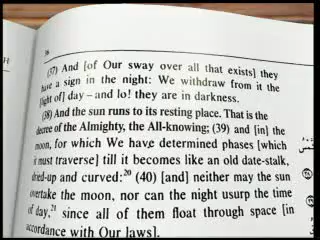 36
(37) And [of Our sway over all that exists] they
have a sign in the night: We withdraw from it the
[light of] day – and lo! they are in darkness.
(38) And the sun runs to its resting place. That is the
decree of the Almighty, the All-knowing; (39) and [in] the
moon, for which We have determined phases [which
it must traverse] till it becomes like an old date-stalk,
dried-up and curved:20 (40) [and] neither may the sun
overtake the moon, nor can the night usurp the time
of day,21 since all of them float through space [in
accordance with Our laws].